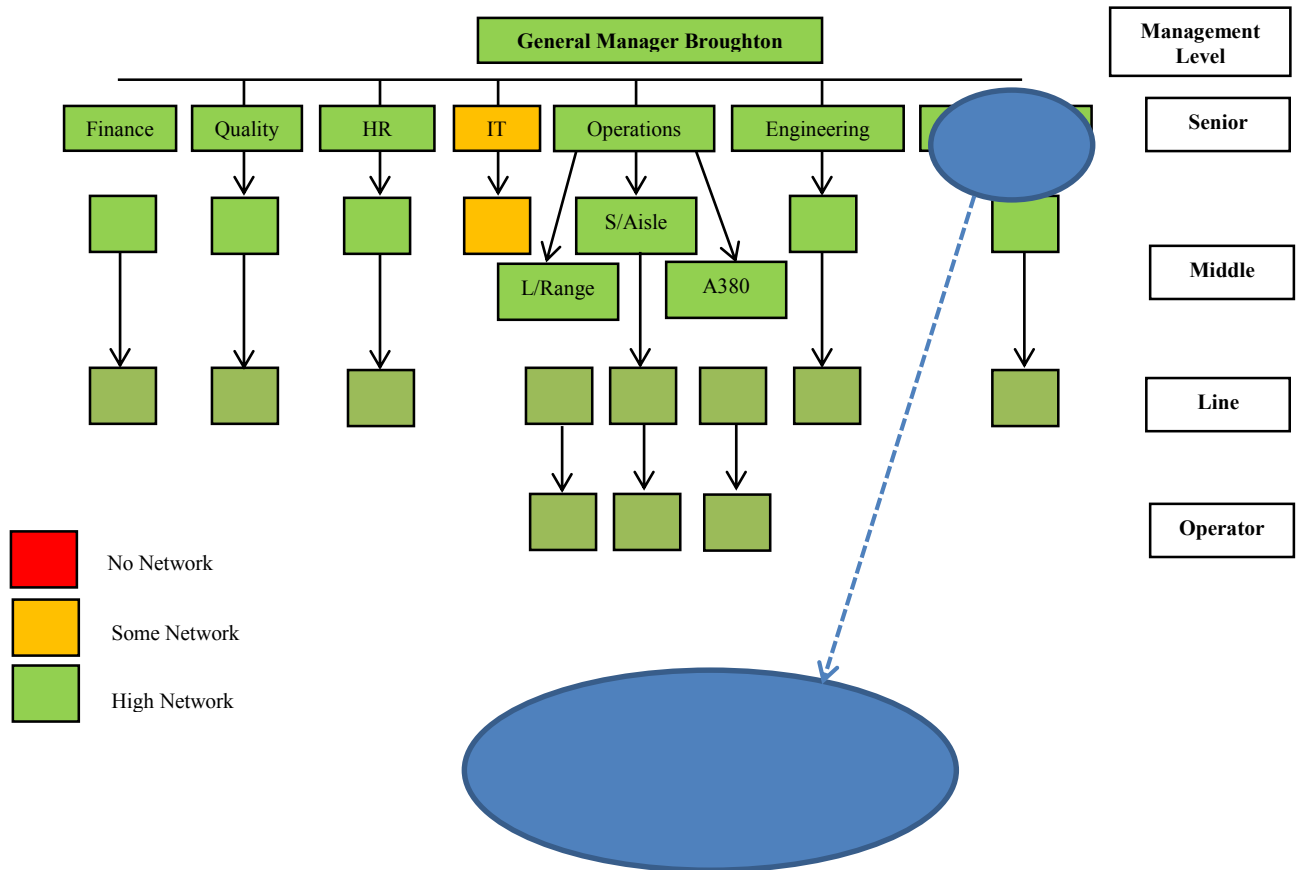 General Manager Broughton
Management
Level
Finance
Quality
HR
IT
Operations
Engineering
Senior
S/Aisle
L/Range
A380
Middle
Line
Operator
No Network
Some Network
High Network